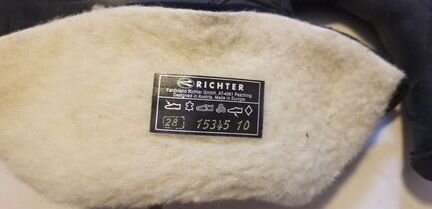 RICHTER
Ferdinand Richter GmbH, AT-4061 Pasching
Designed in Austria. Made in Europe.
28 15345 10